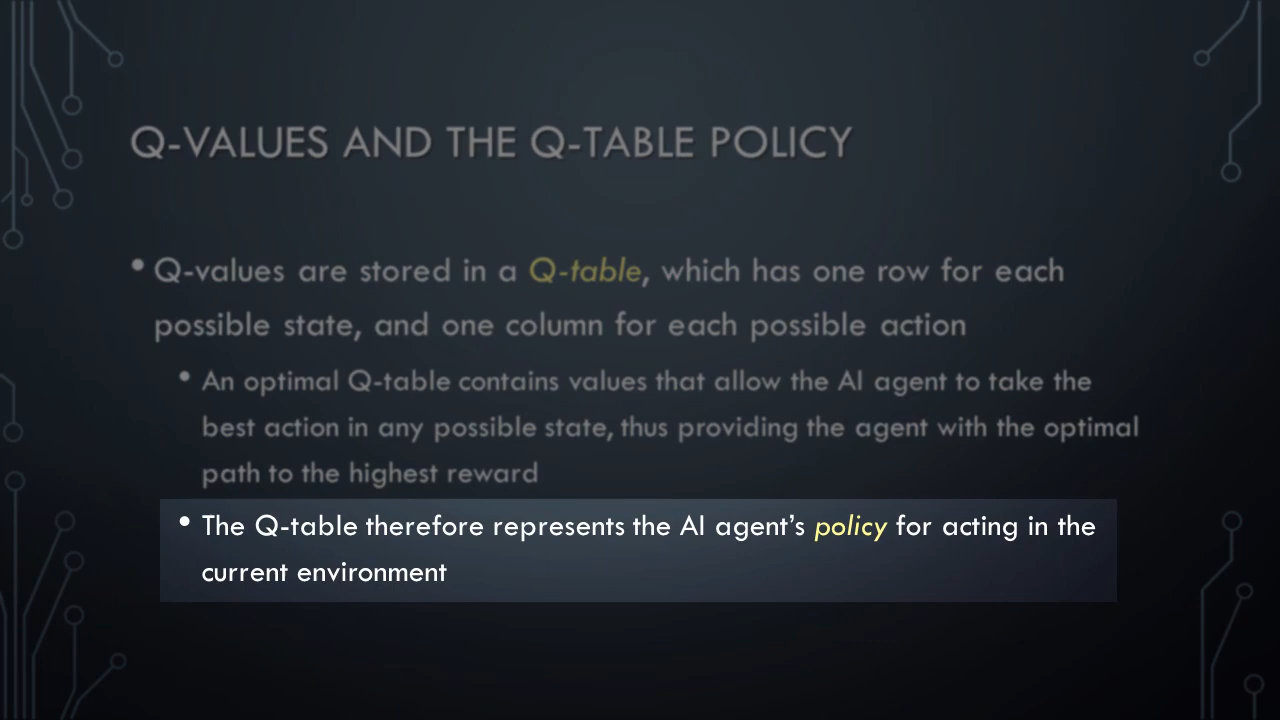 Q-VALUES AND THE Q-TABLE POLICY
• Q-values are stored in a Q-table, which has one row for each
possible state, and one column for each possible action
• An optimal Q-table contains values that allow the AI agent to take the
best action in any possible state, thus providing the agent with the optimal
path to the highest reward
• The Q-table therefore represents the AI agent’s policy for acting in the
current environment